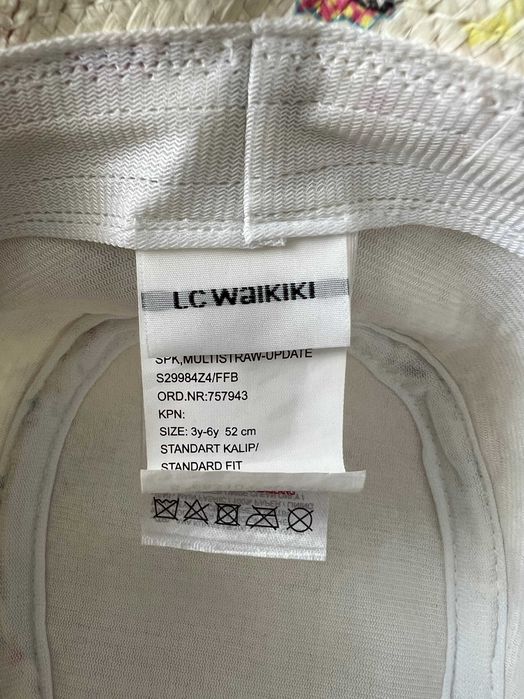 LC WAIKIKI
SPK,MULTISTRAW-UPDATE
S29984Z4/FFB
ORD.NR:757943
KPN:
SIZE: 3y-6y 52 cm
STANDART KALIP/
STANDARD FIT